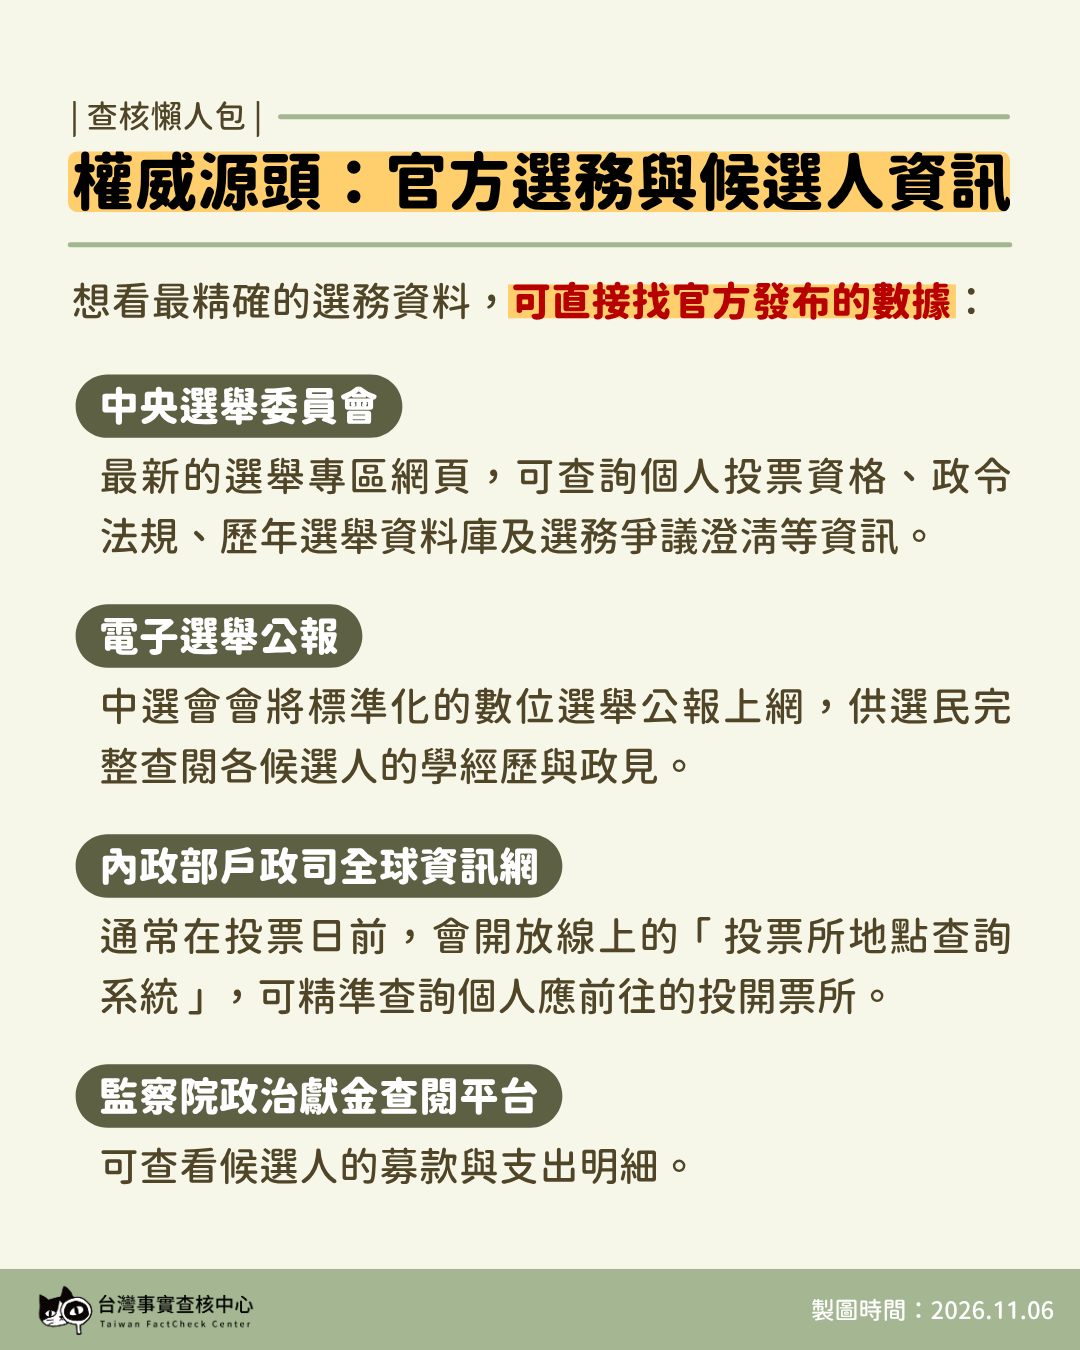 |查核懶人包|
權威源頭：官方選務與候選人資訊
想看最精確的選務資料，可直接找官方發布的數據：
中央選舉委員會
最新的選舉專區網頁，可查詢個人投票資格、政令
法規、歷年選舉資料庫及選務爭議澄清等資訊。
電子選舉公報
中選會會將標準化的數位選舉公報上網，供選民完
整查閱各候選人的學經歷與政見。
內政部戶政司全球資訊網
通常在投票日前，會開放線上的「投票所地點查詢
系統」，可精準查詢個人應前往的投開票所。
監察院政治獻金查閱平台
可查看候選人的募款與支出明細。
台灣事實查核中心
Taiwan FactCheck Center
製圖時間：2026.11.06